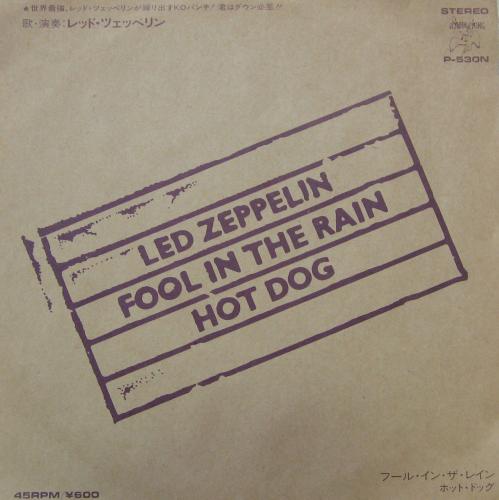 ★世界最強、レッド・ツェッペリンが繰り出すKOパンチ!君はダウン必至!!
歌・演奏:レッド・ツェッペリン
STEREO
P-530N
LED ZEPPELIN
FOOL IN THE RAIN
HOT DOG
フール・イン・ザ・レイン
ホット・ドッグ
45RPM/¥600